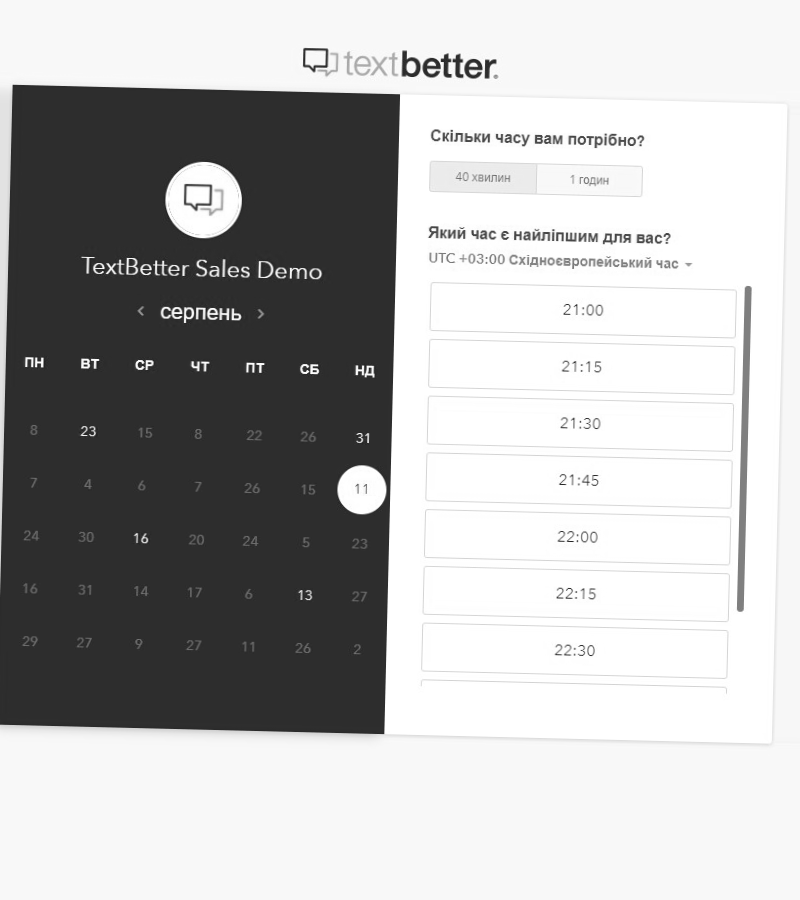 textbetter.
TextBetter Sales Demo
серпень
ПН ВТ СР ЧТ ПТ СБ НД
8 23 15 8 22 26 31
7 4 6 7 26 15 11
24 30 16 20 24 5 23
16 31 14 17 6 13 27
29 27 9 27 11 26 2
Скільки часу вам потрібно?
40 хвилин 1 годин
Який час є найліпшим для вас?
UTC +03:00 Східноєвропейський час
21:00
21:15
21:30
21:45
22:00
22:15
22:30